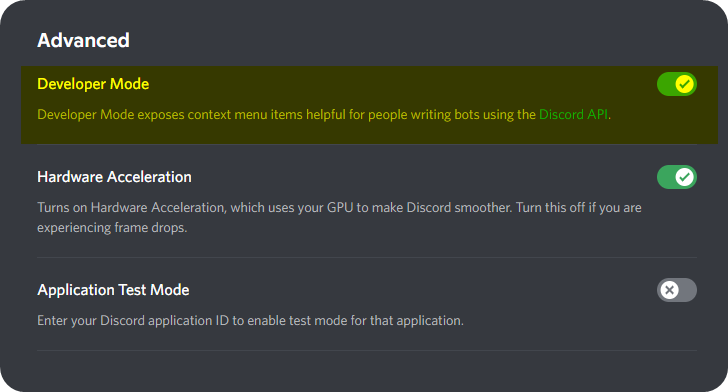 Advanced
Developer Mode
Developer Mode exposes context menu items helpful for people writing bots using the Discord API.
Hardware Acceleration
Turns on Hardware Acceleration, which uses your GPU to make Discord smoother. Turn this off if you are
experiencing frame drops.
Application Test Mode
Enter your Discord application ID to enable test mode for that application.